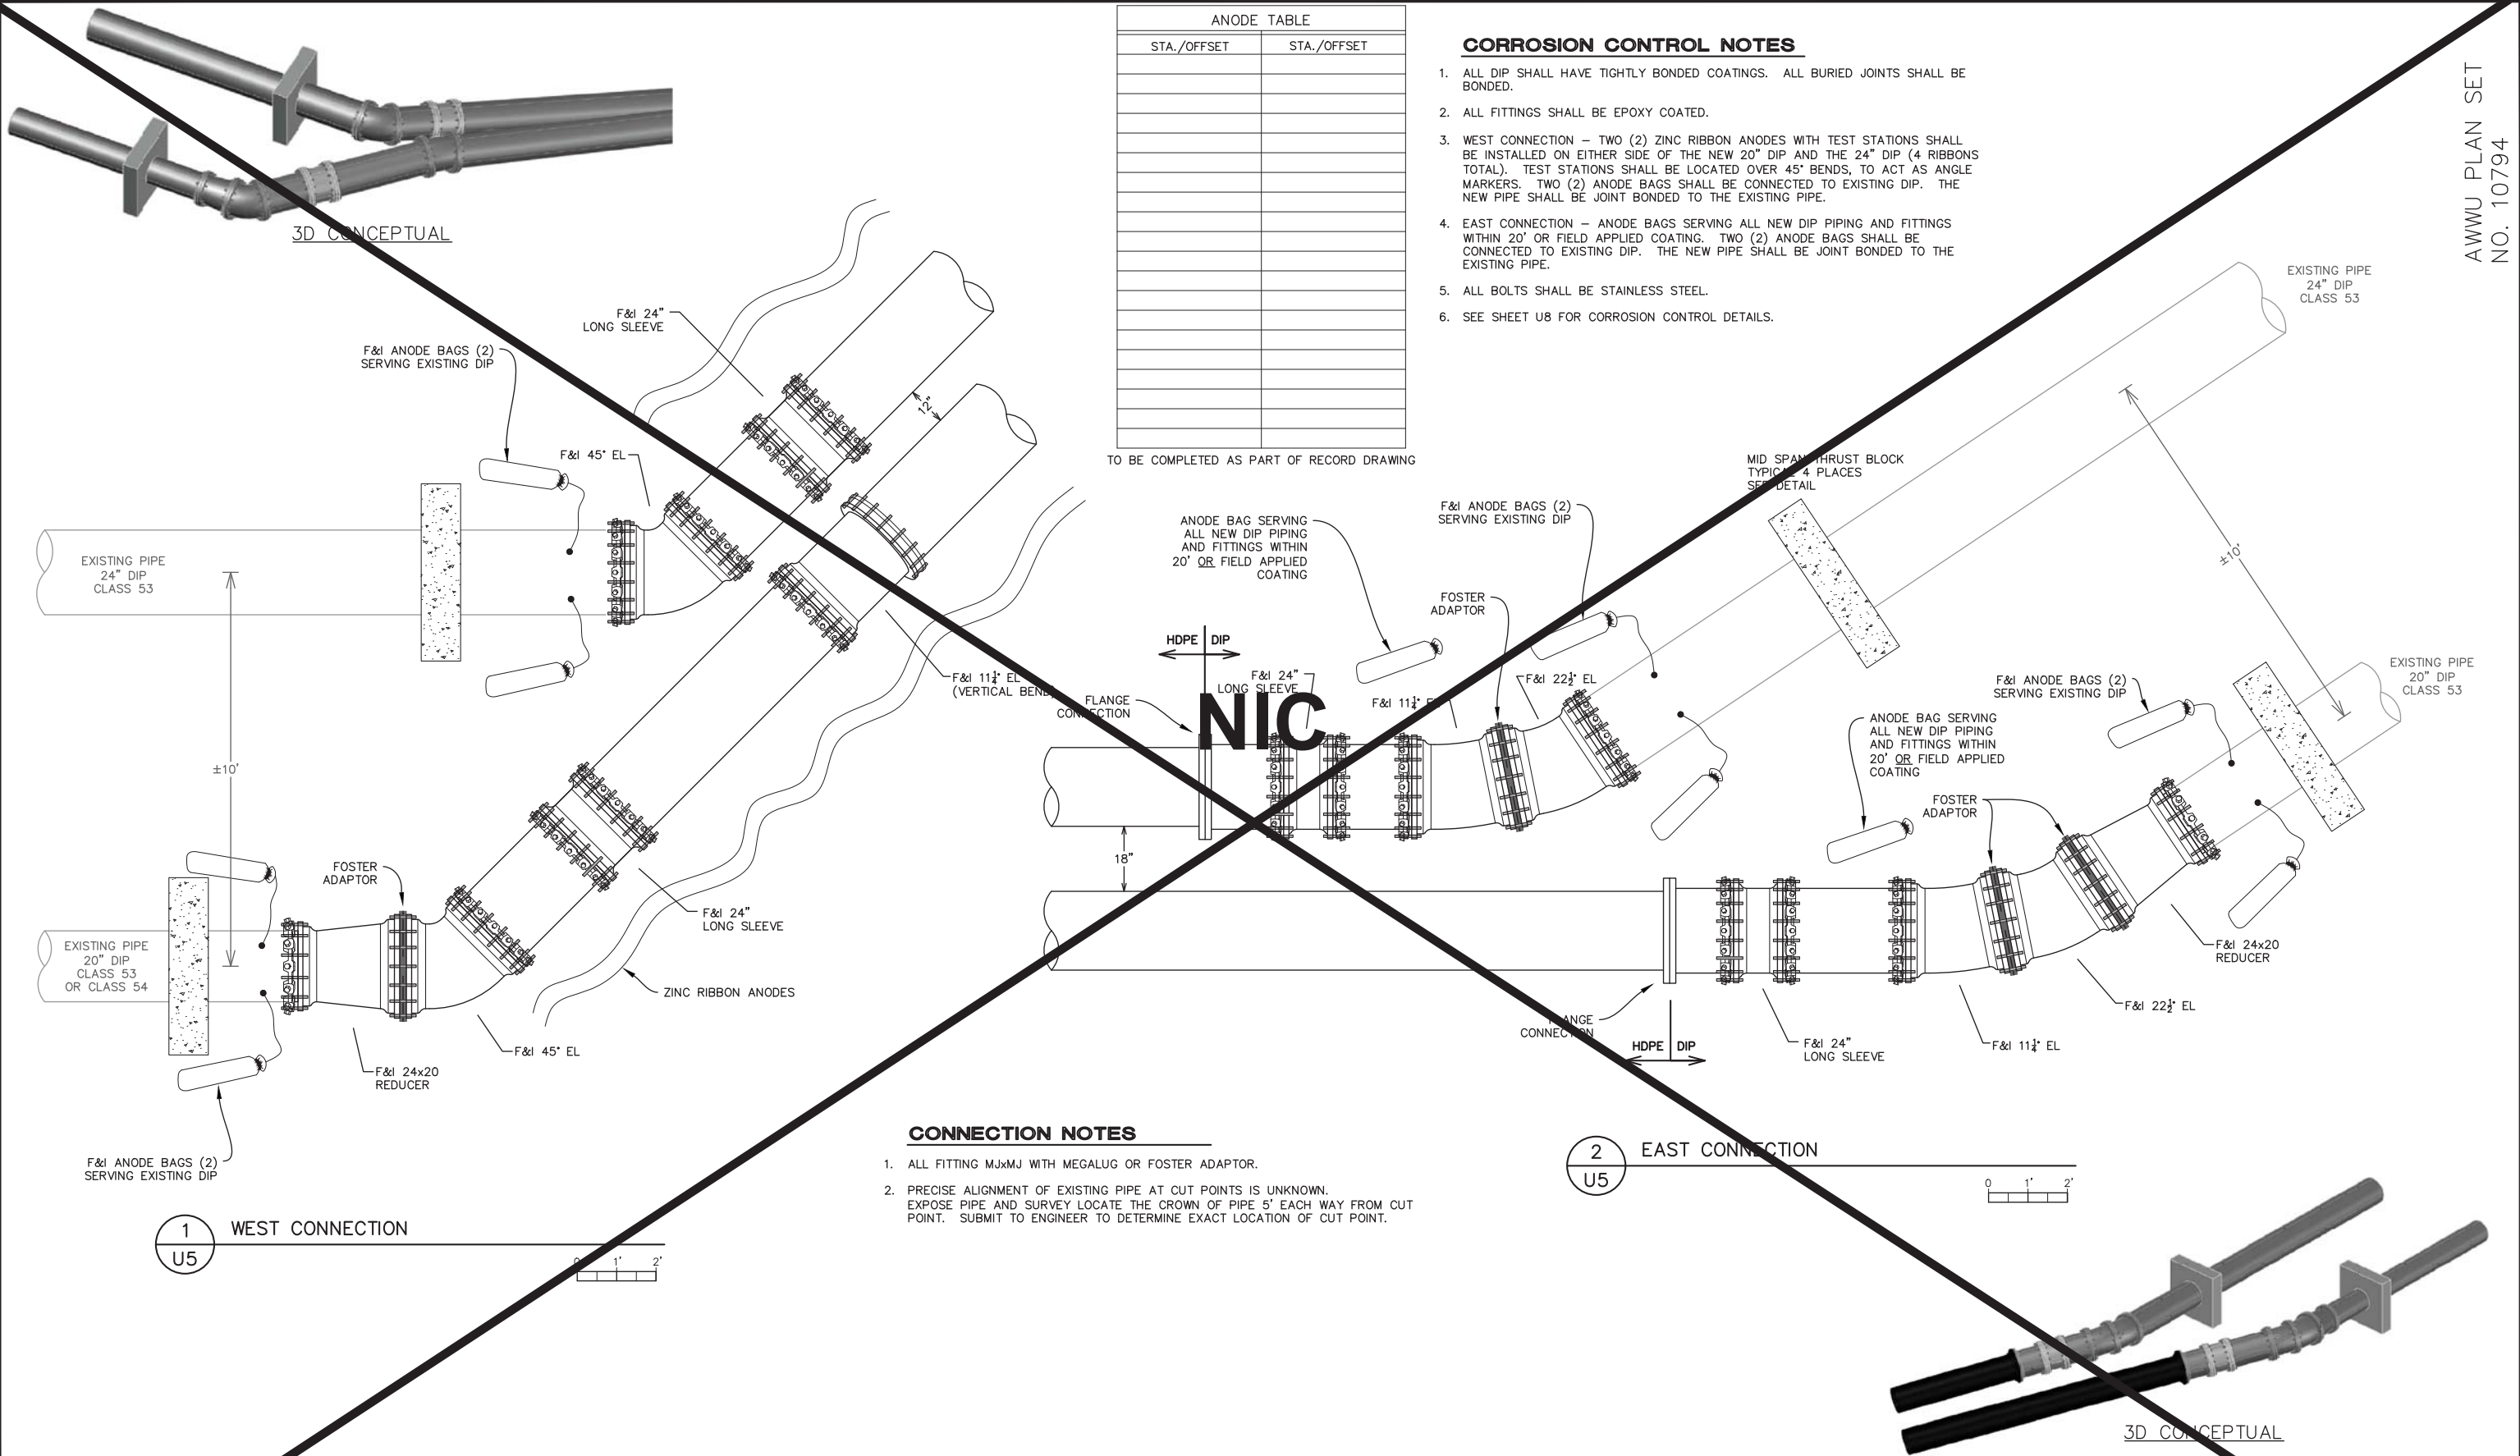 ANODE TABLE
STA./OFFSET STA./OFFSET
TO BE COMPLETED AS PART OF RECORD DRAWING
CORROSION CONTROL NOTES
1. ALL DIP SHALL HAVE TIGHTLY BONDED COATINGS. ALL BURIED JOINTS SHALL BE
BONDED.
2. ALL FITTINGS SHALL BE EPOXY COATED.
3. WEST CONNECTION – TWO (2) ZINC RIBBON ANODES WITH TEST STATIONS SHALL
BE INSTALLED ON EITHER SIDE OF THE NEW 20" DIP AND THE 24" DIP (4 RIBBONS
TOTAL). TEST STATIONS SHALL BE LOCATED OVER 45° BENDS, TO ACT AS ANGLE
MARKERS. TWO (2) ANODE BAGS SHALL BE CONNECTED TO EXISTING DIP. THE
NEW PIPE SHALL BE JOINT BONDED TO THE EXISTING PIPE.
4. EAST CONNECTION – ANODE BAGS SERVING ALL NEW DIP PIPING AND FITTINGS
WITHIN 20' OR FIELD APPLIED COATING. TWO (2) ANODE BAGS SHALL BE
CONNECTED TO EXISTING DIP. THE NEW PIPE SHALL BE JOINT BONDED TO THE
EXISTING PIPE.
5. ALL BOLTS SHALL BE STAINLESS STEEL.
6. SEE SHEET U8 FOR CORROSION CONTROL DETAILS.
AWWU PLAN SET
NO. 10794
3D CONCEPTUAL
F&I 24"
LONG SLEEVE
F&I ANODE BAGS (2)
SERVING EXISTING DIP
F&I 45° EL
12"
EXISTING PIPE
24" DIP
CLASS 53
±10'
F&I 11¼° EL
(VERTICAL BEND)
FOSTER
ADAPTOR
F&I 24"
LONG SLEEVE
ZINC RIBBON ANODES
EXISTING PIPE
20" DIP
CLASS 53
OR CLASS 54
F&I 45° EL
F&I 24x20
REDUCER
F&I ANODE BAGS (2)
SERVING EXISTING DIP
1
U5
WEST CONNECTION
0 1' 2'
EXISTING PIPE
24" DIP
CLASS 53
MID SPAN THRUST BLOCK
TYPICAL 4 PLACES
SEE DETAIL
F&I ANODE BAGS (2)
SERVING EXISTING DIP
ANODE BAG SERVING
ALL NEW DIP PIPING
AND FITTINGS WITHIN
20' OR FIELD APPLIED
COATING
FOSTER
ADAPTOR
±10'
HDPE DIP
F&I 24"
LONG SLEEVE
FLANGE
CONNECTION
NIC
F&I 11¼° EL
F&I 22½° EL
EXISTING PIPE
20" DIP
CLASS 53
F&I ANODE BAGS (2)
SERVING EXISTING DIP
ANODE BAG SERVING
ALL NEW DIP PIPING
AND FITTINGS WITHIN
20' OR FIELD APPLIED
COATING
FOSTER
ADAPTOR
18"
F&I 24x20
REDUCER
F&I 22½° EL
F&I 11¼° EL
FLANGE
CONNECTION
HDPE DIP
F&I 24"
LONG SLEEVE
CONNECTION NOTES
1. ALL FITTING MJxMJ WITH MEGALUG OR FOSTER ADAPTOR.
2. PRECISE ALIGNMENT OF EXISTING PIPE AT CUT POINTS IS UNKNOWN.
EXPOSE PIPE AND SURVEY LOCATE THE CROWN OF PIPE 5' EACH WAY FROM CUT
POINT. SUBMIT TO ENGINEER TO DETERMINE EXACT LOCATION OF CUT POINT.
2
U5
EAST CONNECTION
0 1' 2'
3D CONCEPTUAL